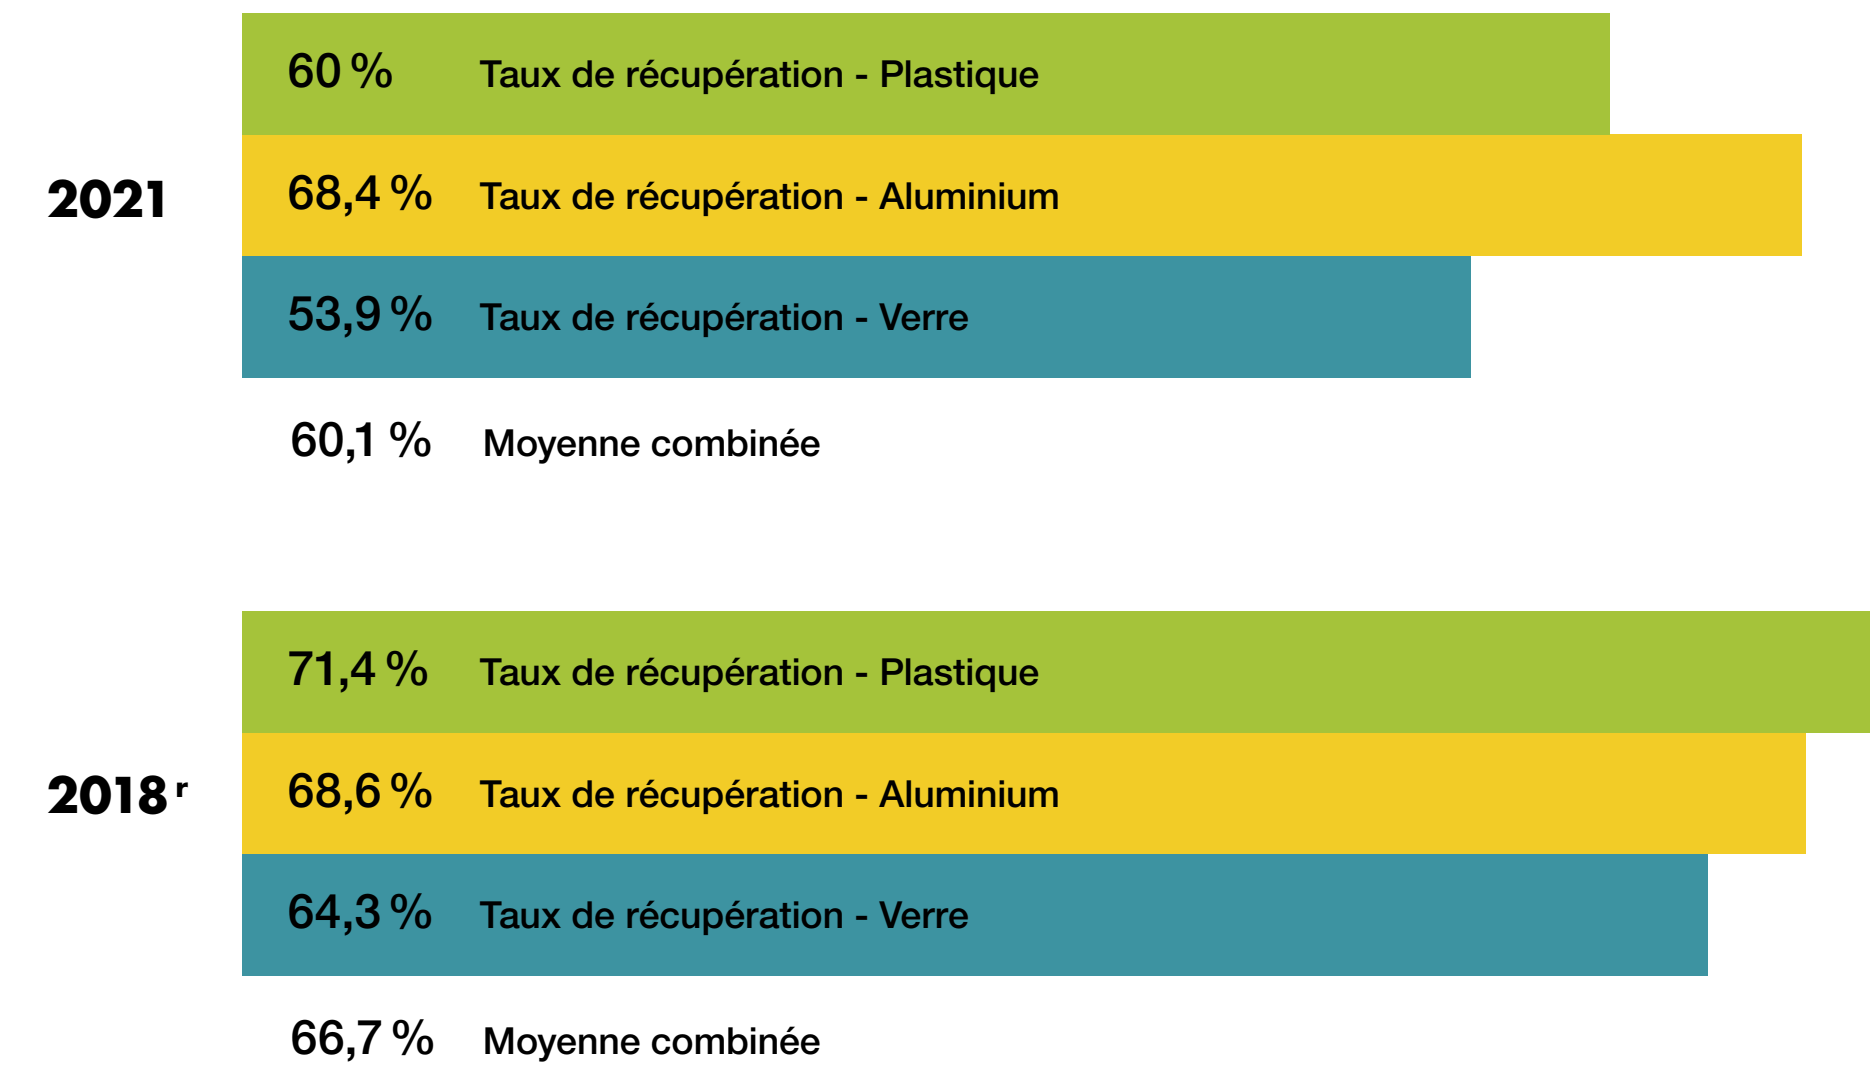 2021
60 % Taux de récupération - Plastique
68,4 % Taux de récupération - Aluminium
53,9 % Taux de récupération - Verre
60,1 % Moyenne combinée
2018 r
71,4 % Taux de récupération - Plastique
68,6 % Taux de récupération - Aluminium
64,3 % Taux de récupération - Verre
66,7 % Moyenne combinée